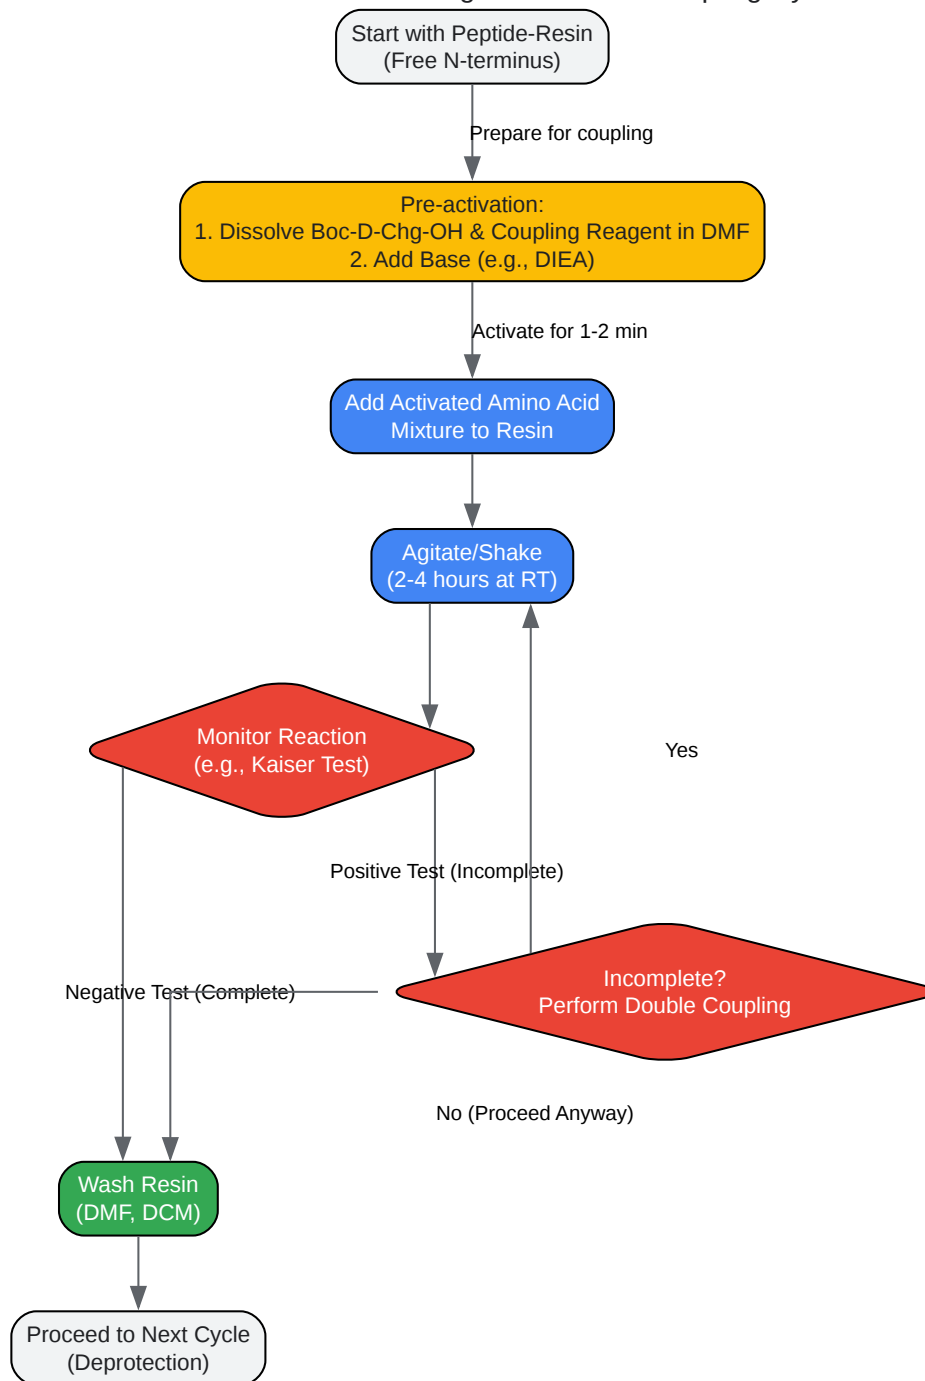 Start with Peptide-Resin
(Free N-terminus)
Prepare for coupling
Pre-activation:
1. Dissolve Boc-D-Chg-OH & Coupling Reagent in DMF
2. Add Base (e.g., DIEA)
Activate for 1-2 min
Add Activated Amino Acid
Mixture to Resin
Agitate/Shake
(2-4 hours at RT)
Monitor Reaction
(e.g., Kaiser Test)
Yes
Positive Test (Incomplete)
Incomplete?
Perform Double Coupling
Negative Test (Complete)
No (Proceed Anyway)
Wash Resin
(DMF, DCM)
Proceed to Next Cycle
(Deprotection)